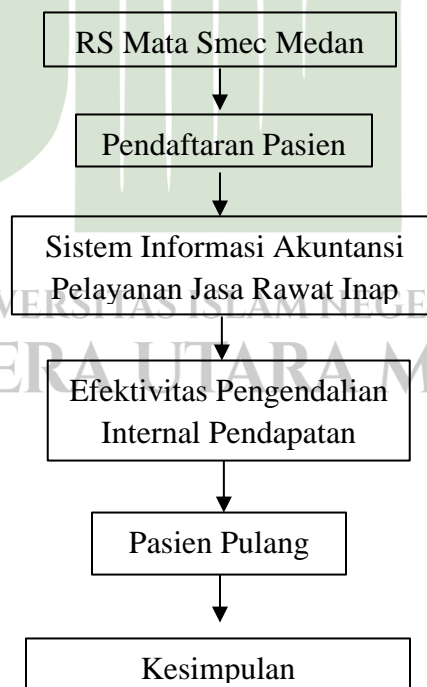 RS Mata Smec Medan
Pendaftaran Pasien
Sistem Informasi Akuntansi
Pelayanan Jasa Rawat Inap
Efektivitas Pengendalian
Internal Pendapatan
Pasien Pulang
Kesimpulan